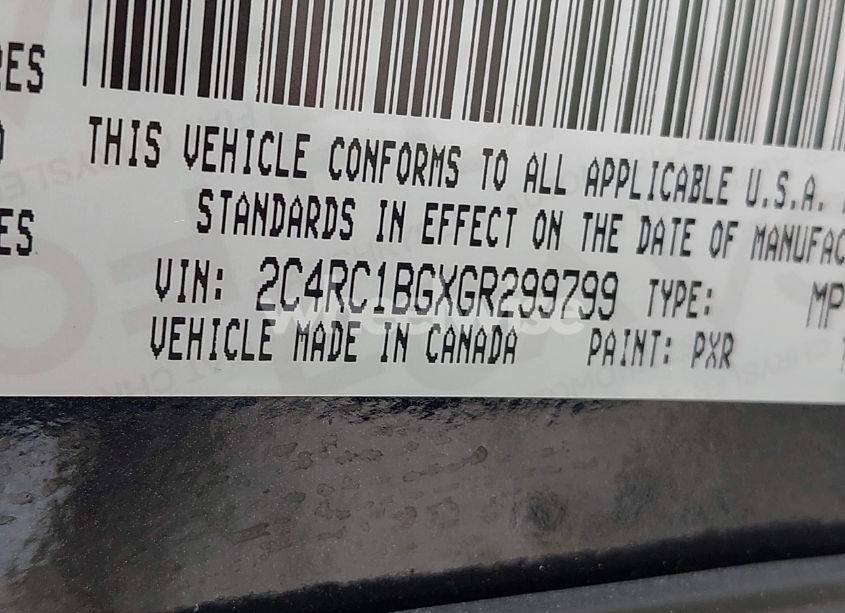 RES
THIS VEHICLE CONFORMS TO ALL APPLICABLE U.S.A.
STANDARDS IN EFFECT ON THE DATE OF MANUFAC
ES
VIN: 2C4RC1BGXGR299799 TYPE: MP
VEHICLE MADE IN CANADA PAINT: PXR